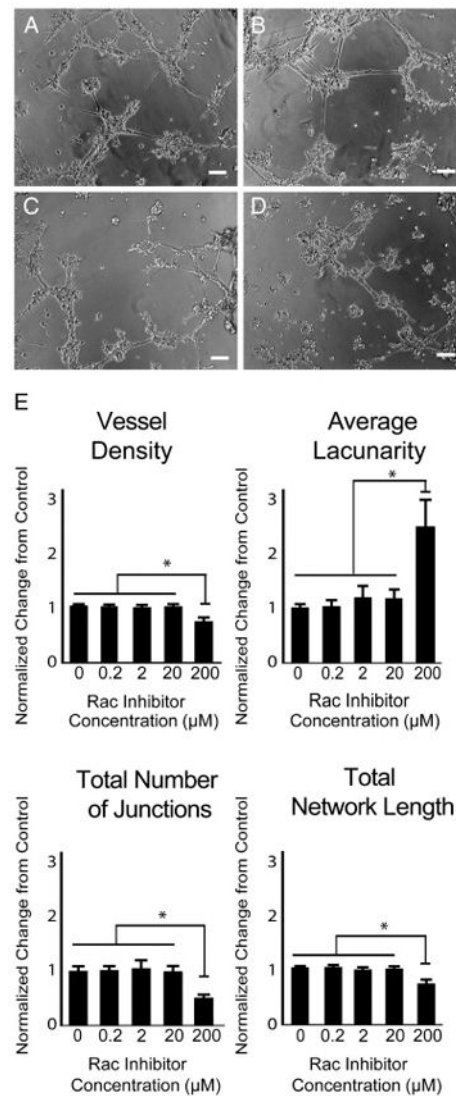 A
B
C
D
E
Vessel
Density
Normalized Change from Control
3
2
1
0
*
0 0.2 2 20 200
Rac Inhibitor
Concentration (µM)
Average
Lacunarity
Normalized Change from Control
3
2
1
0
*
0 0.2 2 20 200
Rac Inhibitor
Concentration (µM)
Total Number
of Junctions
Normalized Change from Control
3
2
1
0
*
0 0.2 2 20 200
Rac Inhibitor
Concentration (µM)
Total
Network Length
Normalized Change from Control
3
2
1
0
*
0 0.2 2 20 200
Rac Inhibitor
Concentration (µM)